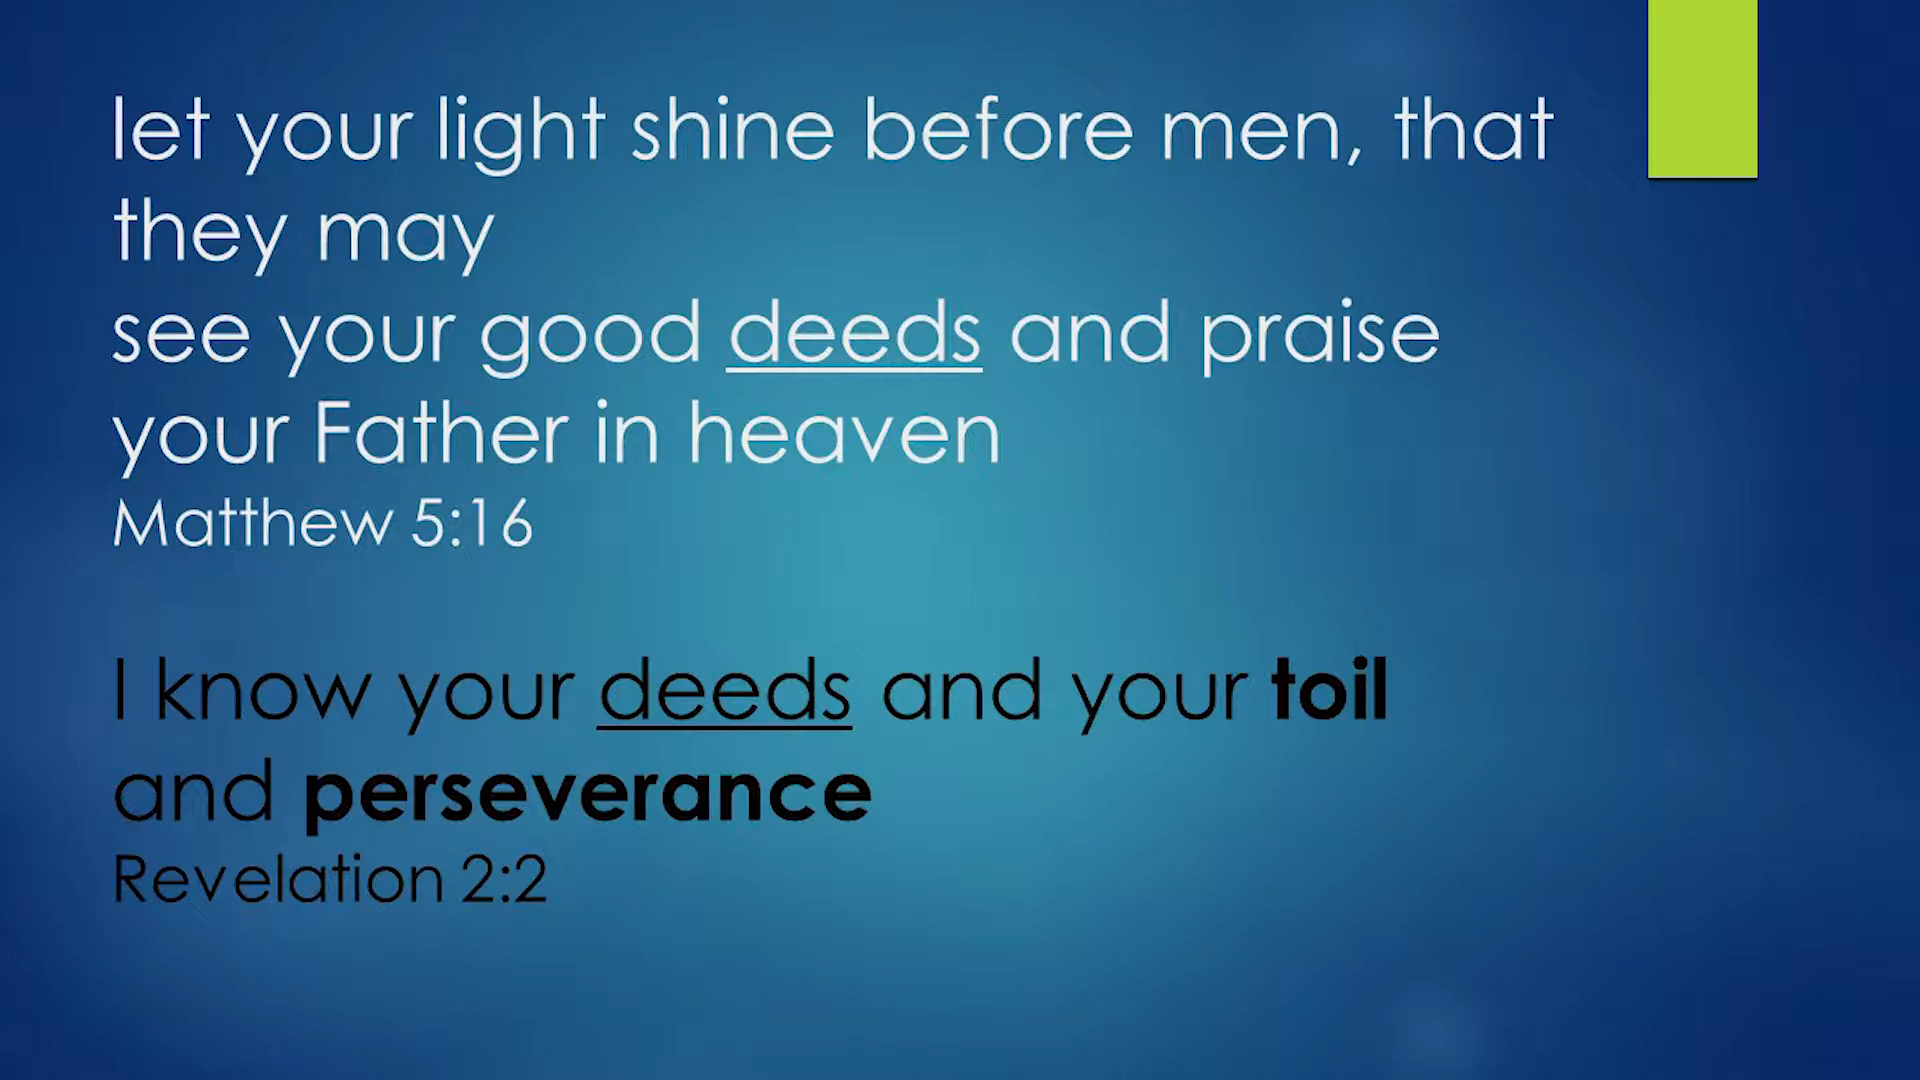 let your light shine before men, that
they may
see your good deeds and praise
your Father in heaven
Matthew 5:16
I know your deeds and your toil
and perseverance
Revelation 2:2